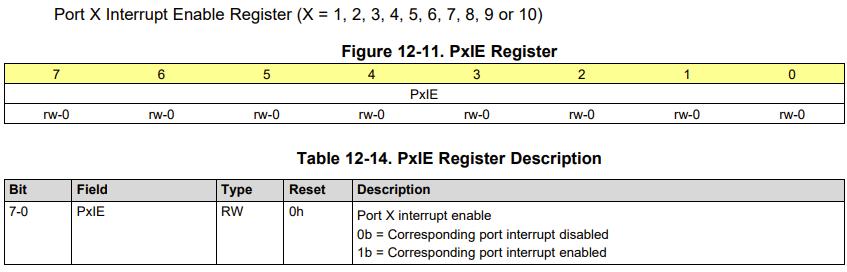 Port X Interrupt Enable Register (X = 1, 2, 3, 4, 5, 6, 7, 8, 9 or 10)
Figure 12-11. PxIE Register
7 6 5 4 3 2 1 0
PxIE
rw-0 rw-0 rw-0 rw-0 rw-0 rw-0 rw-0 rw-0
Table 12-14. PxIE Register Description
Bit Field Type Reset Description
7-0 PxIE RW 0h Port X interrupt enable
0b = Corresponding port interrupt disabled
1b = Corresponding port interrupt enabled